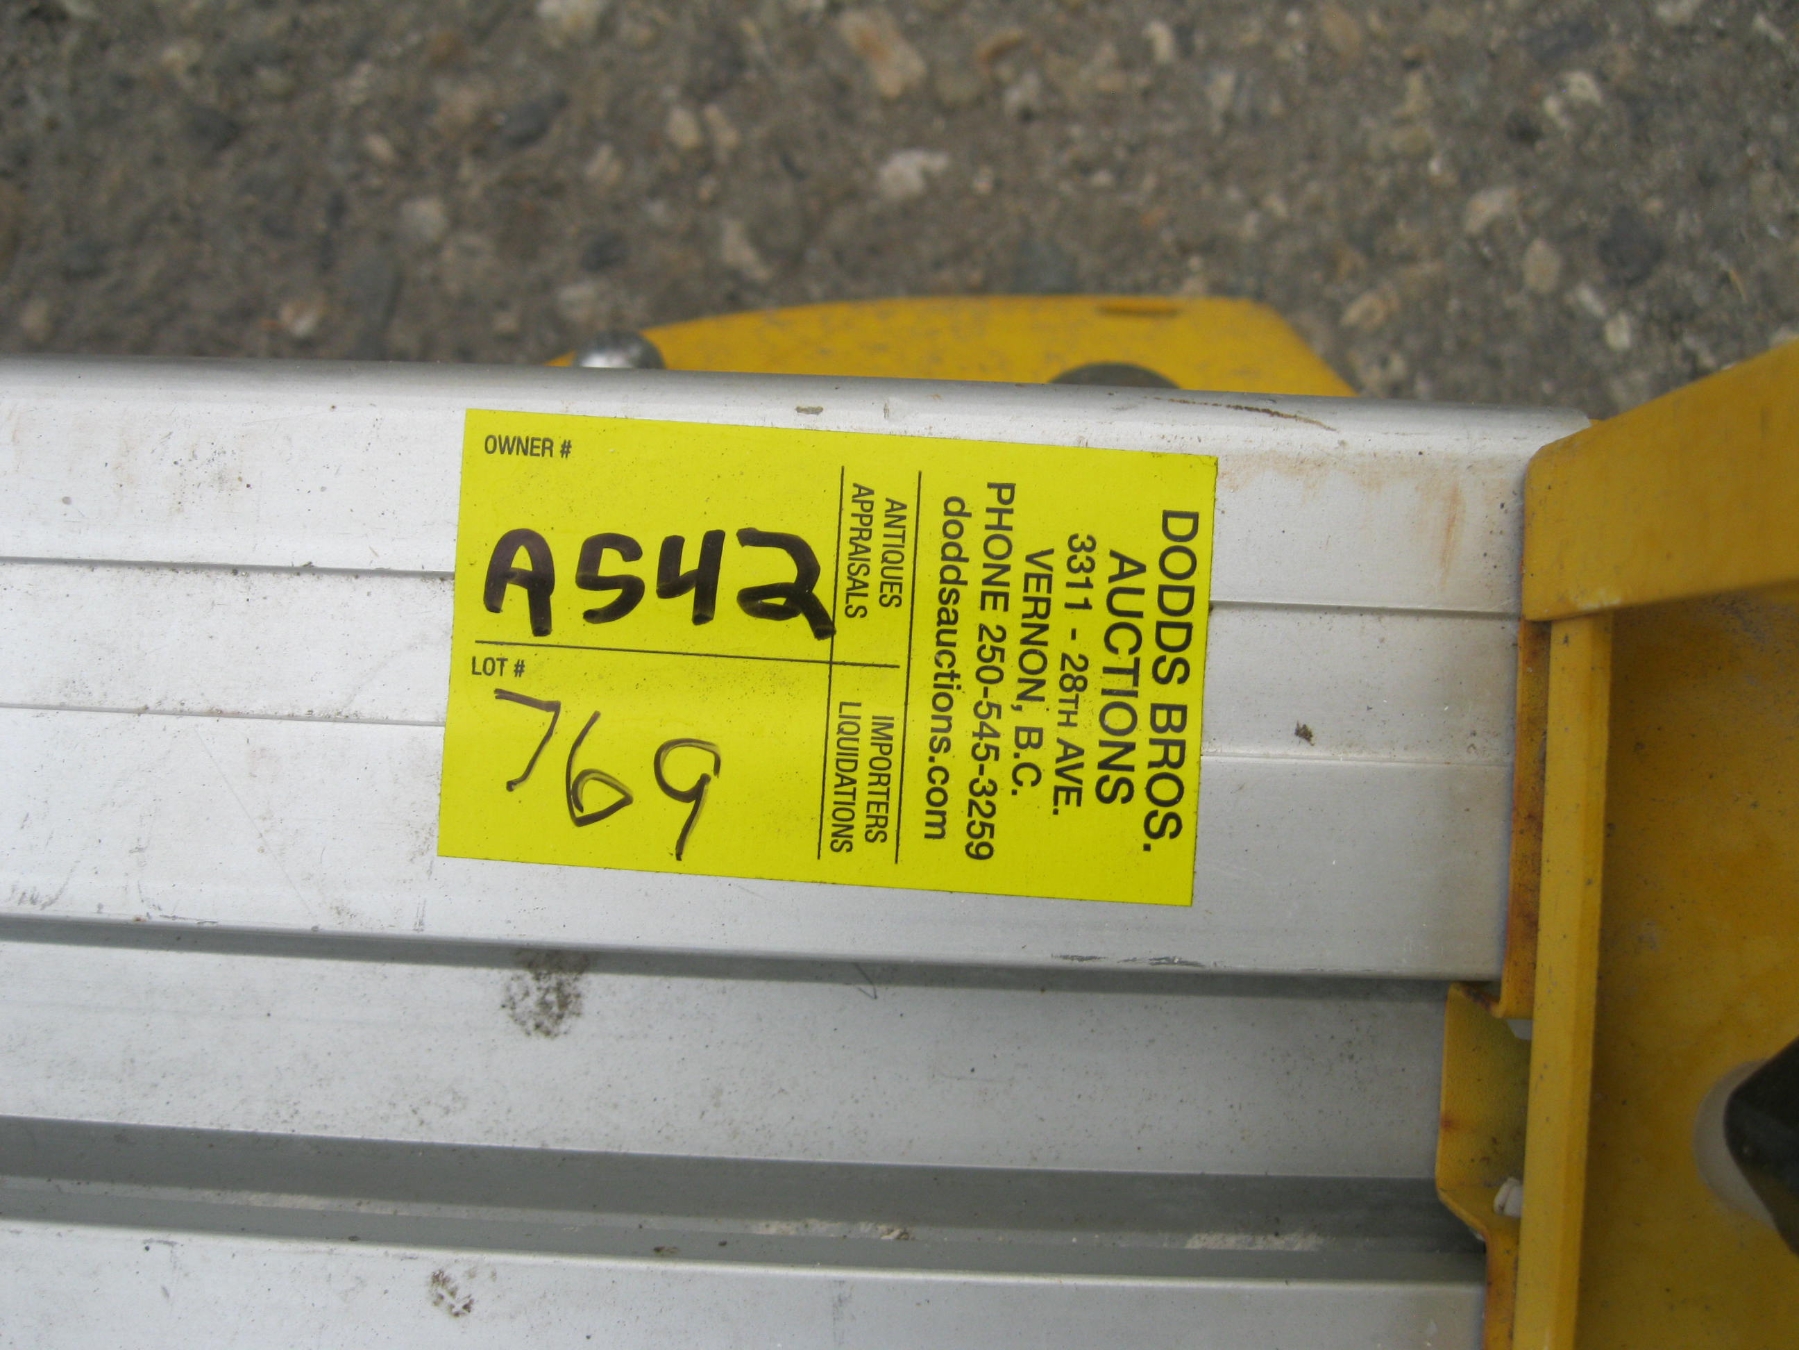 DODDS BROS.
AUCTIONS
3311 - 28TH AVE.
VERNON, B.C.
PHONE 250-545-3259
doddsauctions.com
ANTIQUES
APPRAISALS
IMPORTERS
LIQUIDATIONS
OWNER #
A542
LOT #
769